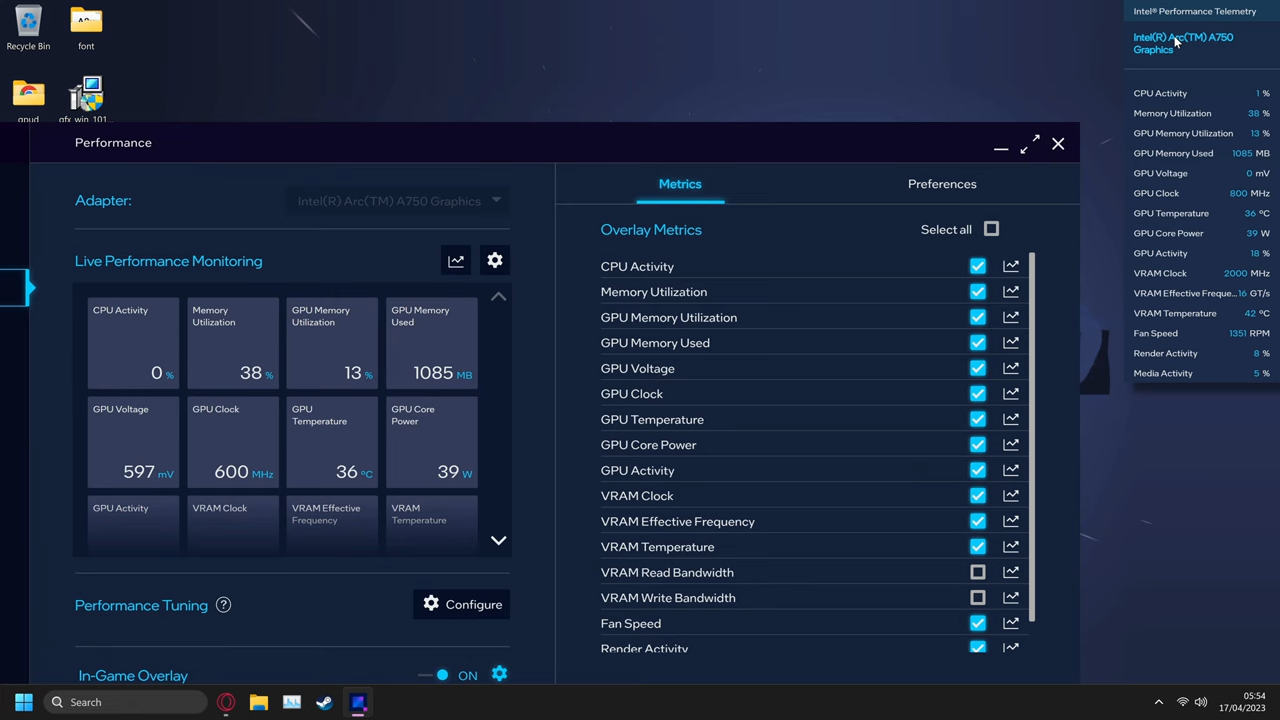 Recycle Bin
font
gpud
gfx_win_101...
Performance
Adapter:
Intel(R) Arc(TM) A750 Graphics
Live Performance Monitoring
CPU Activity
0 %
Memory Utilization
38 %
GPU Memory Utilization
13 %
GPU Memory Used
1085 MB
GPU Voltage
597 mV
GPU Clock
600 MHz
GPU Temperature
36 ºC
GPU Core Power
39 W
GPU Activity
VRAM Clock
VRAM Effective Frequency
VRAM Temperature
Performance Tuning ?
Configure
In-Game Overlay
ON
Metrics
Preferences
Overlay Metrics
Select all
CPU Activity
Memory Utilization
GPU Memory Utilization
GPU Memory Used
GPU Voltage
GPU Clock
GPU Temperature
GPU Core Power
GPU Activity
VRAM Clock
VRAM Effective Frequency
VRAM Temperature
VRAM Read Bandwidth
VRAM Write Bandwidth
Fan Speed
Render Activity
Intel® Performance Telemetry
Intel(R) Arc(TM) A750
Graphics
CPU Activity 1 %
Memory Utilization 38 %
GPU Memory Utilization 13 %
GPU Memory Used 1085 MB
GPU Voltage 0 mV
GPU Clock 800 MHz
GPU Temperature 36 ºC
GPU Core Power 39 W
GPU Activity 18 %
VRAM Clock 2000 MHz
VRAM Effective Freque... 16 GT/s
VRAM Temperature 42 ºC
Fan Speed 1351 RPM
Render Activity 8 %
Media Activity 5 %
Search
05:54
17/04/2023